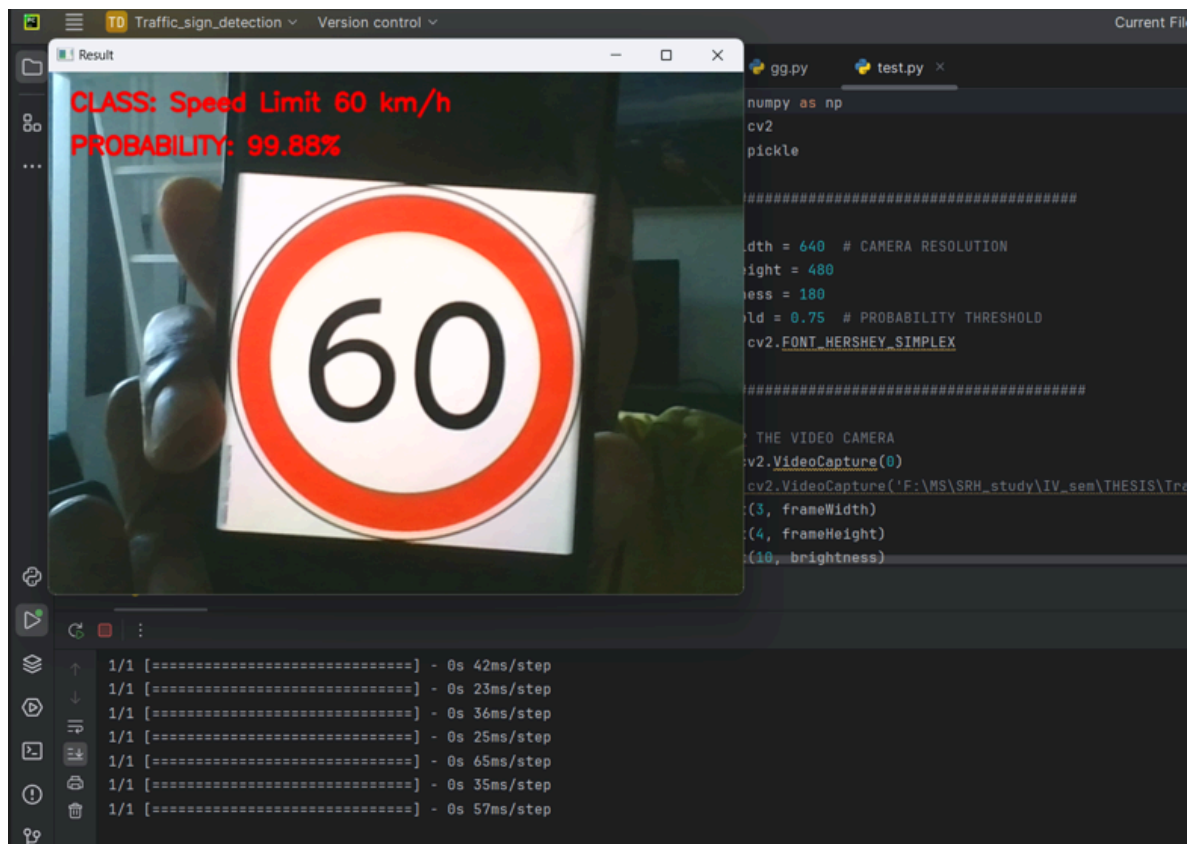 TD Traffic_sign_detection Version control Current File
Result
gg.py test.py
CLASS: Speed Limit 60 km/h
PROBABILITY: 99.88%
60
numpy as np
cv2
pickle
#####################################
dth = 640 # CAMERA RESOLUTION
eight = 480
ness = 180
ld = 0.75 # PROBABILITY THRESHOLD
cv2.FONT_HERSHEY_SIMPLEX
######################################
THE VIDEO CAMERA
cv2.VideoCapture(0)
cv2.VideoCapture('F:\MS\SRH_study\IV_sem\THESIS\Tra
(3, frameWidth)
(4, frameHeight)
(10, brightness)
1/1 [==============================] - 0s 42ms/step
1/1 [==============================] - 0s 23ms/step
1/1 [==============================] - 0s 36ms/step
1/1 [==============================] - 0s 25ms/step
1/1 [==============================] - 0s 65ms/step
1/1 [==============================] - 0s 35ms/step
1/1 [==============================] - 0s 57ms/step